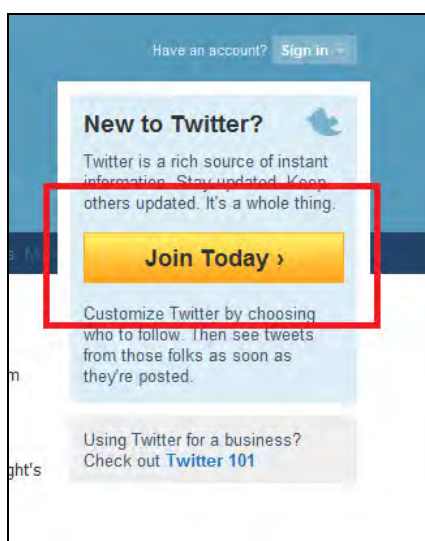 Have an account? Sign in
New to Twitter?
Twitter is a rich source of instant
information. Stay updated. Keep
others updated. It's a whole thing.
Join Today ›
Customize Twitter by choosing
who to follow. Then see tweets
from those folks as soon as
they're posted.
m
Using Twitter for a business?
Check out Twitter 101
ght's